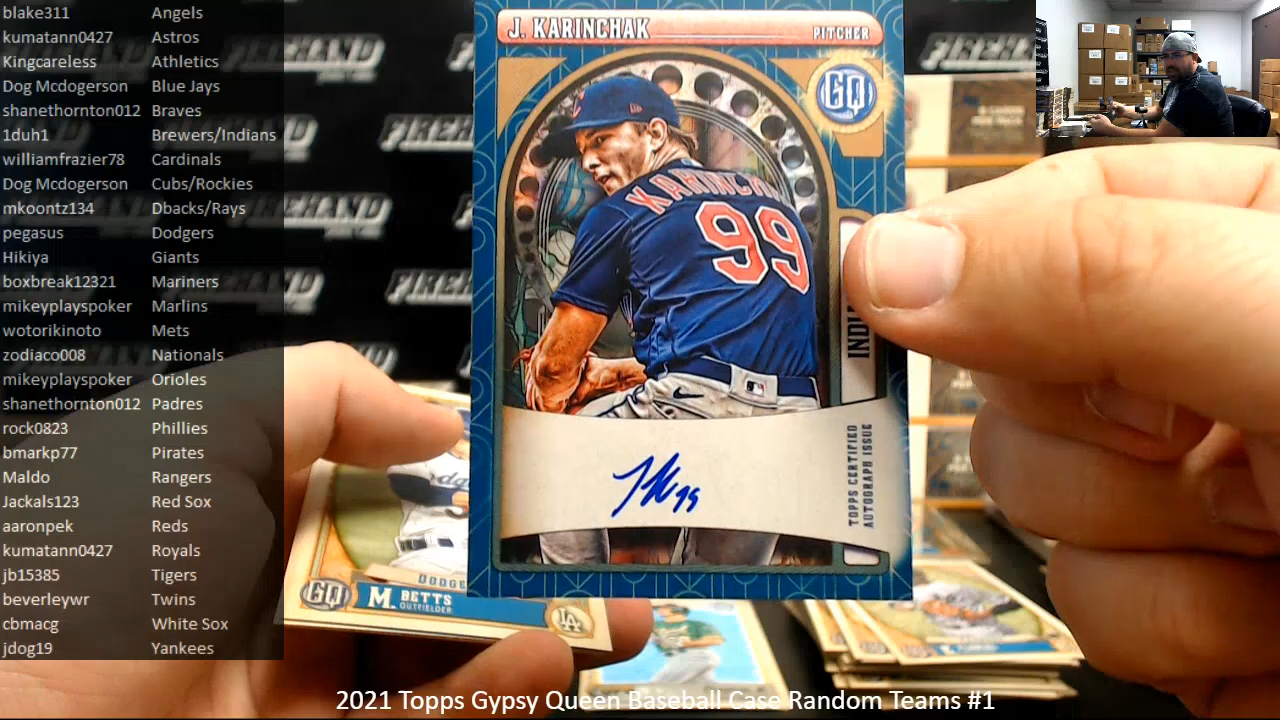 blake311 Angels
kumatann0427 Astros
Kingcareless Athletics
Dog Mcdogerson Blue Jays
shanethornton012 Braves
1duh1 Brewers/Indians
williamfrazier78 Cardinals
Dog Mcdogerson Cubs/Rockies
mkoontz134 Dbacks/Rays
pegasus Dodgers
Hikiya Giants
boxbreak12321 Mariners
mikeyplayspoker Marlins
wotorikinoto Mets
zodiaco008 Nationals
mikeyplayspoker Orioles
shanethornton012 Padres
rock0823 Phillies
bmarkp77 Pirates
Maldo Rangers
Jackals123 Red Sox
aaronpek Reds
kumatann0427 Royals
jb15385 Tigers
beverleywr Twins
cbmacg White Sox
jdog19 Yankees
J. KARINCHAK PITCHER
GQ
99
TOPPS CERTIFIED
AUTOGRAPH ISSUE
GQ
M. BETTS
OUTFIELDER
LA
FIREHAND
2021 Topps Gypsy Queen Baseball Case Random Teams #1